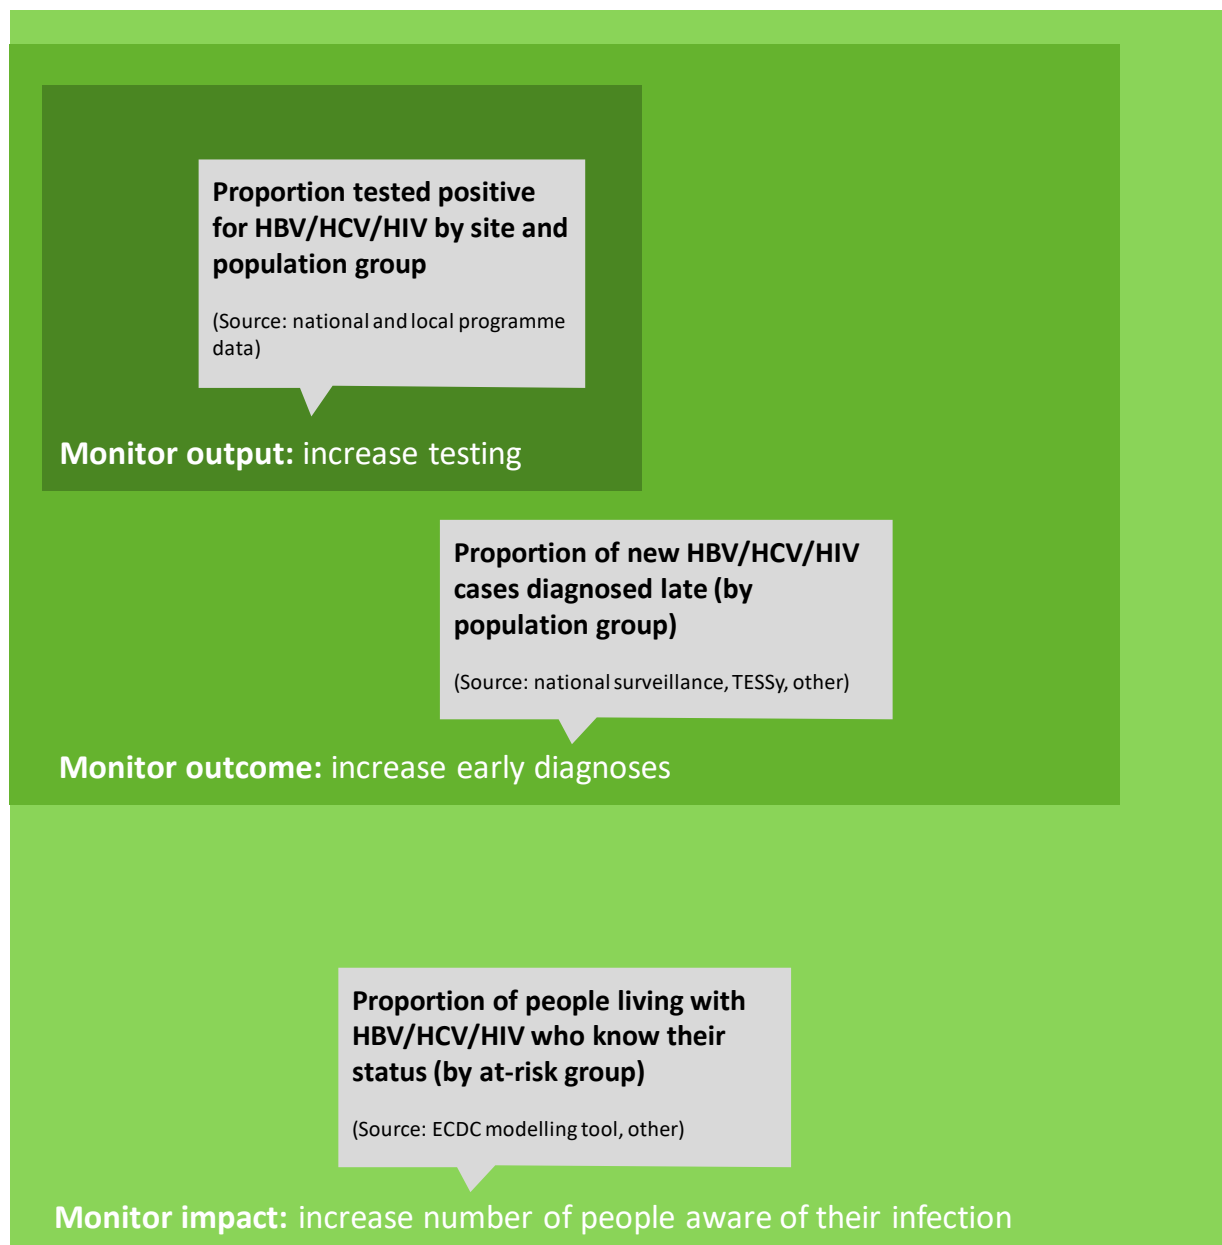 Proportion tested positive
for HBV/HCV/HIV by site and
population group
(Source: national and local programme
data)
Monitor output: increase testing
Proportion of new HBV/HCV/HIV
cases diagnosed late (by
population group)
(Source: national surveillance, TESSy, other)
Monitor outcome: increase early diagnoses
Proportion of people living with
HBV/HCV/HIV who know their
status (by at-risk group)
(Source: ECDC modelling tool, other)
Monitor impact: increase number of people aware of their infection